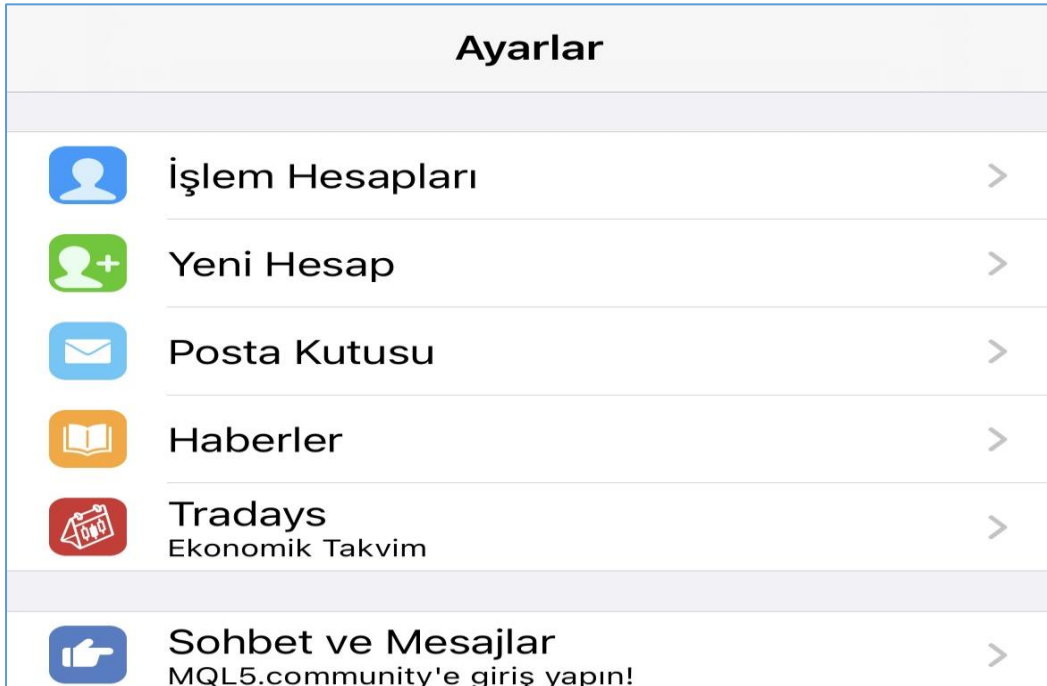 Ayarlar
İşlem Hesapları
Yeni Hesap
Posta Kutusu
Haberler
Tradays
Ekonomik Takvim
Sohbet ve Mesajlar
MQL5.community'e giriş yapın!